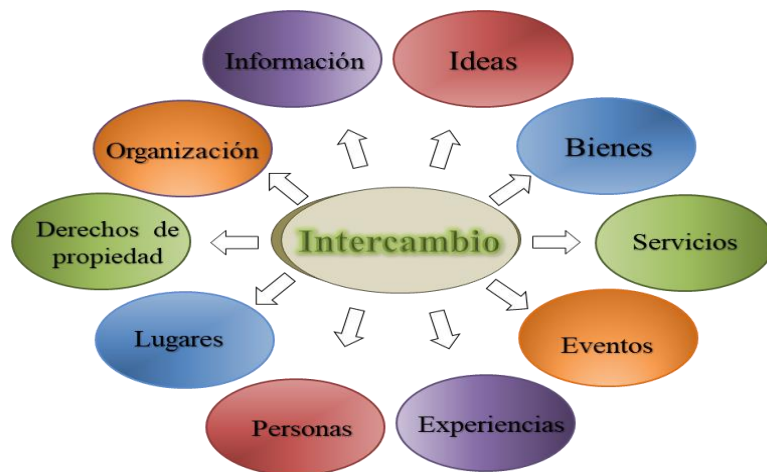 Información
Ideas
Organización
Bienes
Derechos de
propiedad
Intercambio
Servicios
Lugares
Eventos
Personas
Experiencias